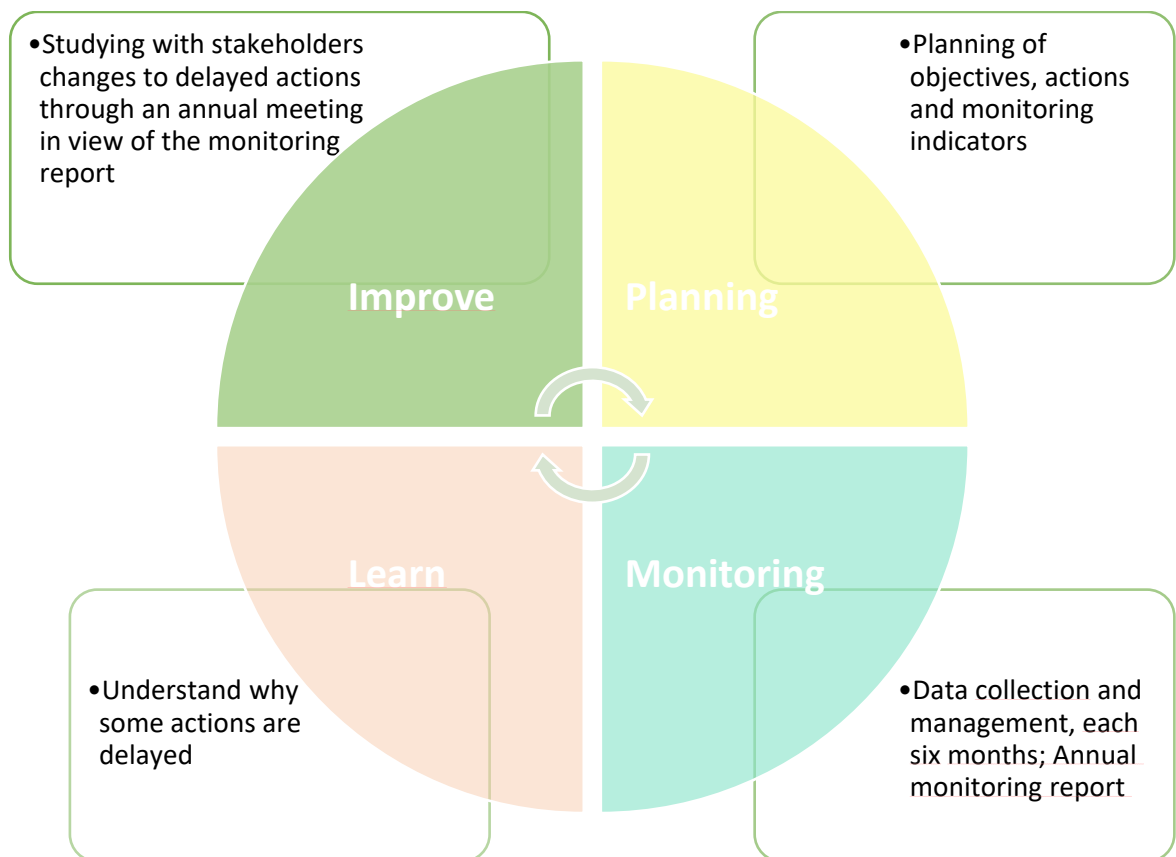 •Studying with stakeholders
changes to delayed actions
through an annual meeting
in view of the monitoring
report
•Planning of
objectives, actions
and monitoring
indicators
Improve
Planning
Learn
Monitoring
•Understand why
some actions are
delayed
•Data collection and
management, each
six months; Annual
monitoring report